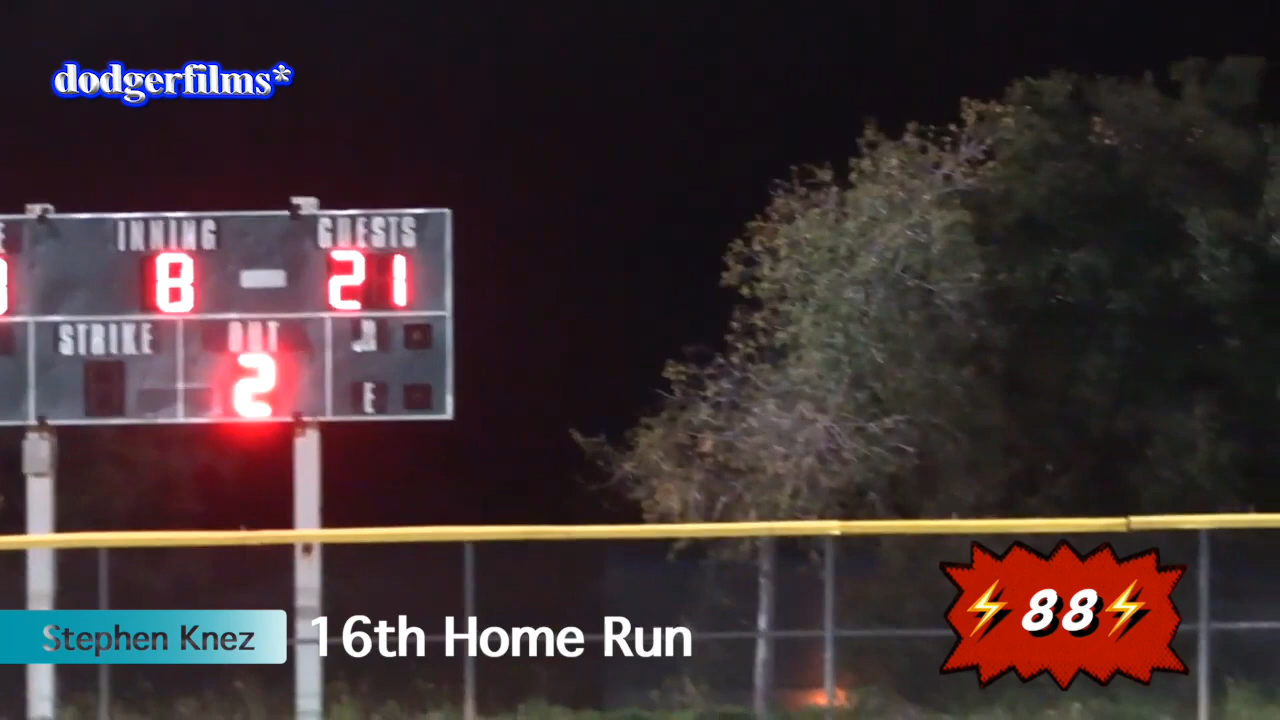 dodgerfilms*
INNING
GUESTS
8
21
STRIKE
OUT
2
E
Stephen Knez
16th Home Run
⚡88⚡